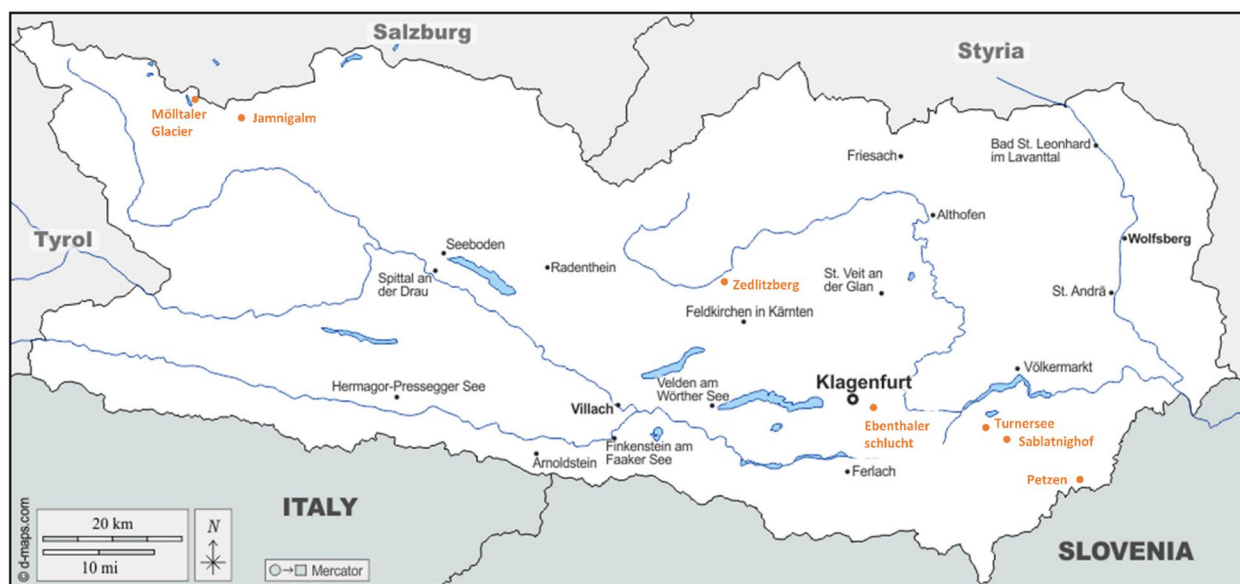 Salzburg
Styria
Mölltaler
Glacier
Jamnigalm
Friesach
Bad St. Leonhard
im Lavanttal
Althofen
Tyrol
Wolfsberg
Seeboden
Radenthein
Spittal an
der Drau
Zedlitzberg
St. Veit an
der Glan
St. Andrä
Feldkirchen in Kärnten
Völkermarkt
Hermagor-Pressegger See
Velden am
Wörther See
Klagenfurt
Villach
Ebenthaler
schlucht
Turnersee
Sablatnighof
Finkenstein am
Faaker See
Arnoldstein
Ferlach
Petzen
ITALY
SLOVENIA
20 km
10 mi
N
Mercator
© d-maps.com